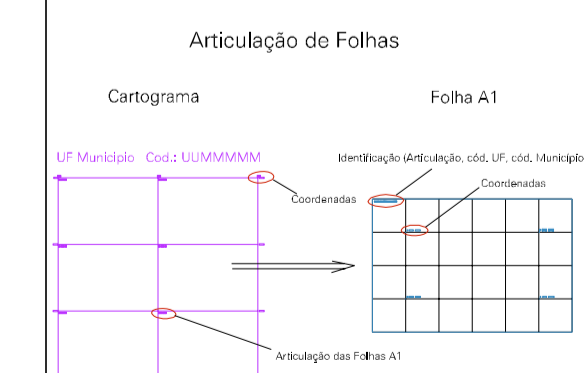 Articulação de Folhas
Cartograma
Folha A1
UF Municipio Cod.: UUMMMMM
Identificação (Articulação, cód. UF, cód. Município
Coordenadas
Coordenadas
Articulação das Folhas A1